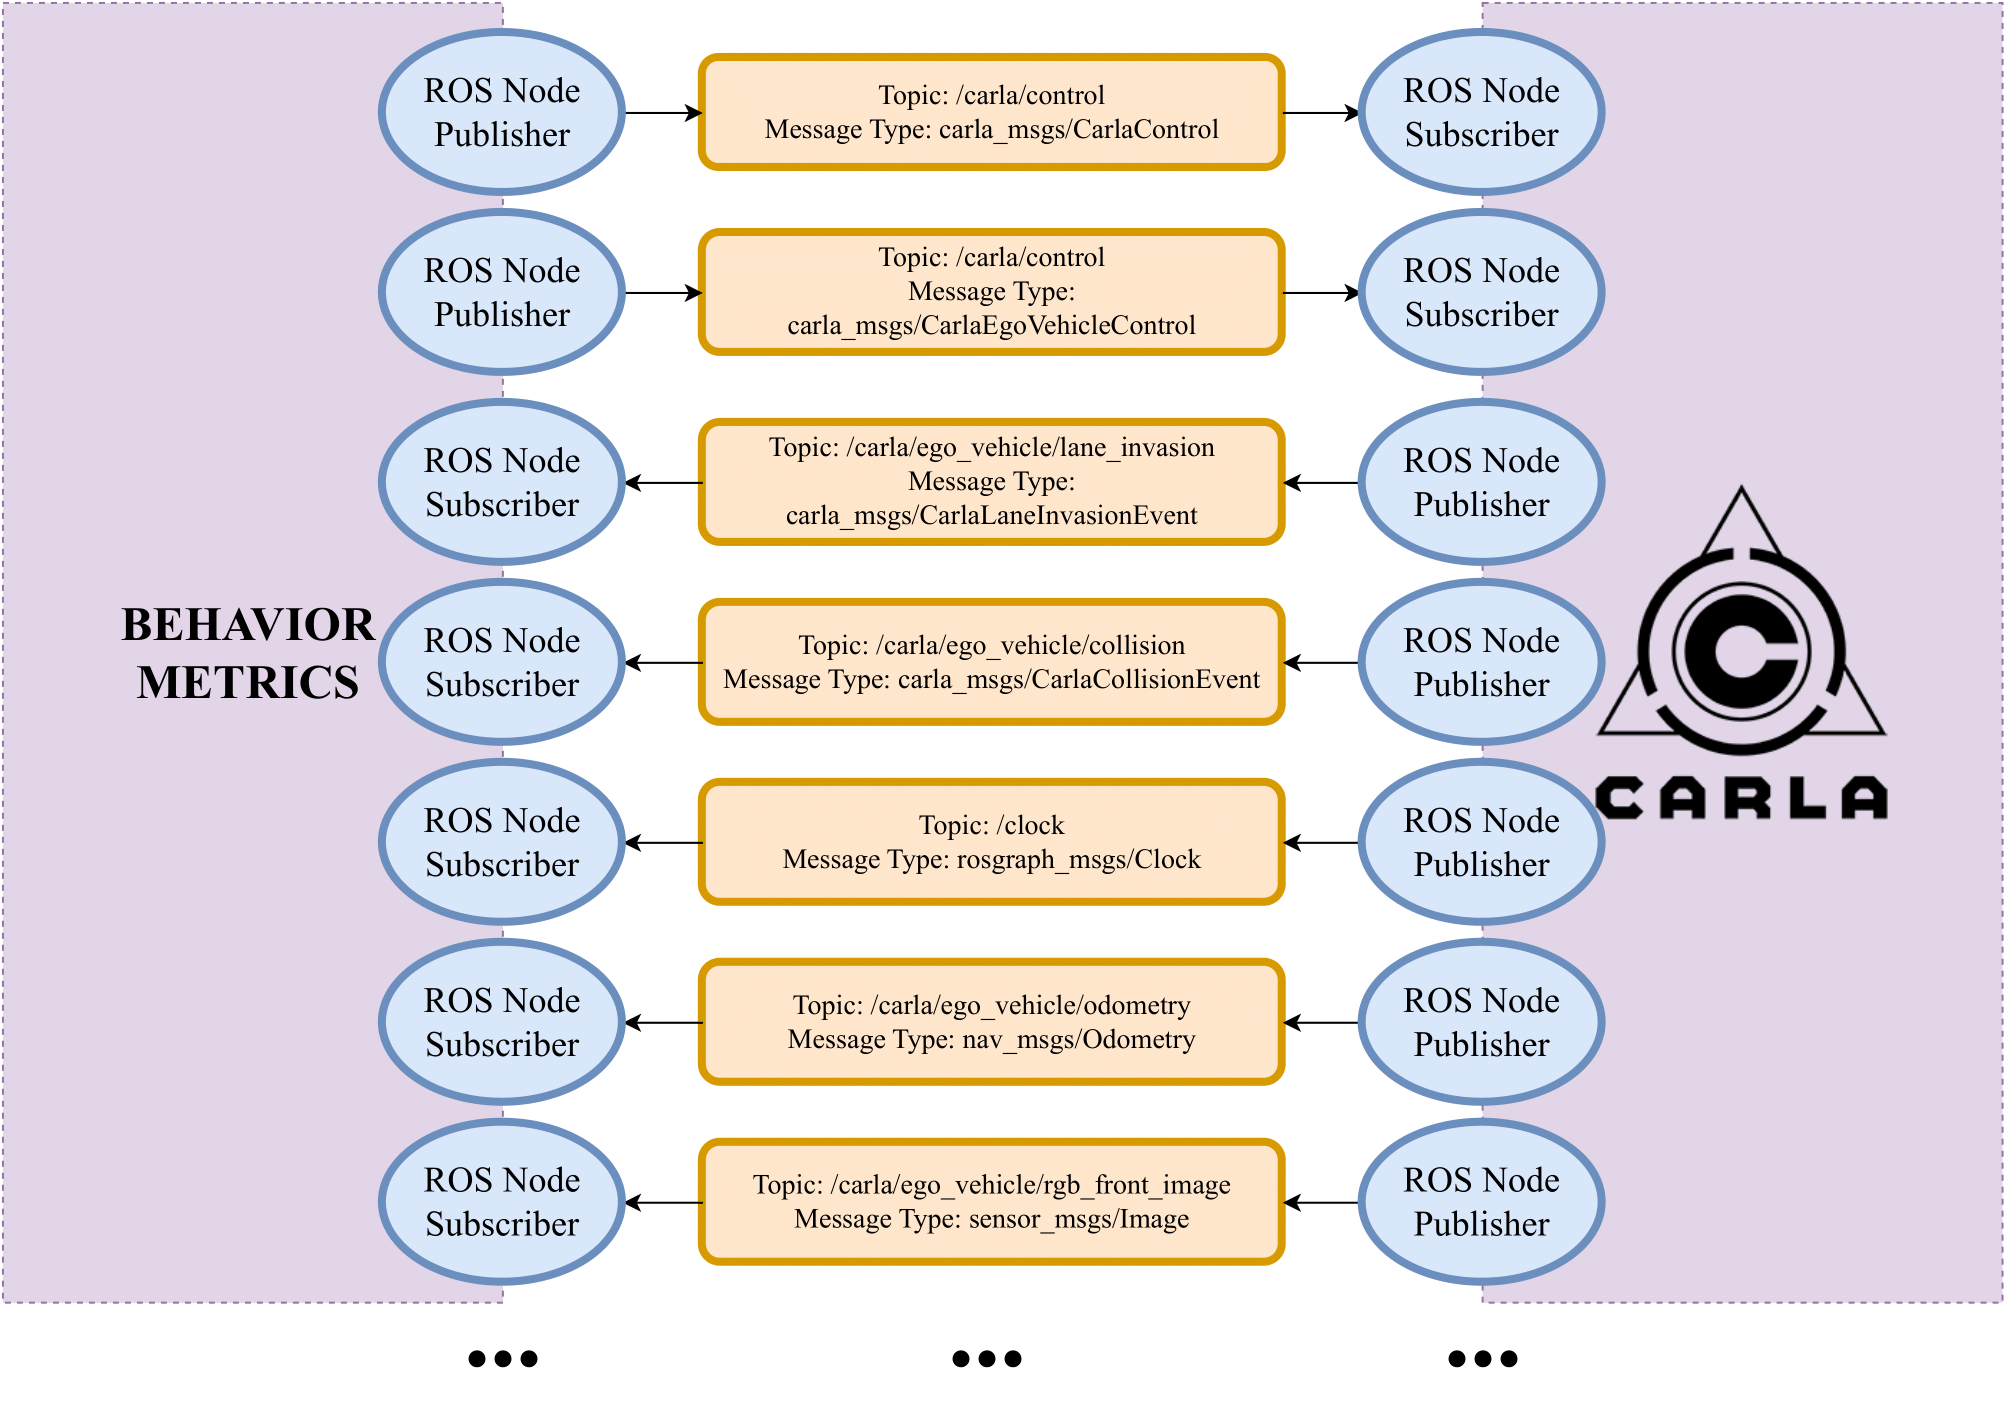 ROS Node
Publisher
Topic: /carla/control
Message Type: carla_msgs/CarlaControl
ROS Node
Subscriber
ROS Node
Publisher
Topic: /carla/control
Message Type:
carla_msgs/CarlaEgoVehicleControl
ROS Node
Subscriber
ROS Node
Subscriber
Topic: /carla/ego_vehicle/lane_invasion
Message Type:
carla_msgs/CarlaLaneInvasionEvent
ROS Node
Publisher
BEHAVIOR
METRICS
ROS Node
Subscriber
Topic: /carla/ego_vehicle/collision
Message Type: carla_msgs/CarlaCollisionEvent
ROS Node
Publisher
C
CARLA
ROS Node
Subscriber
Topic: /clock
Message Type: rosgraph_msgs/Clock
ROS Node
Publisher
ROS Node
Subscriber
Topic: /carla/ego_vehicle/odometry
Message Type: nav_msgs/Odometry
ROS Node
Publisher
ROS Node
Subscriber
Topic: /carla/ego_vehicle/rgb_front_image
Message Type: sensor_msgs/Image
ROS Node
Publisher
... ... ...